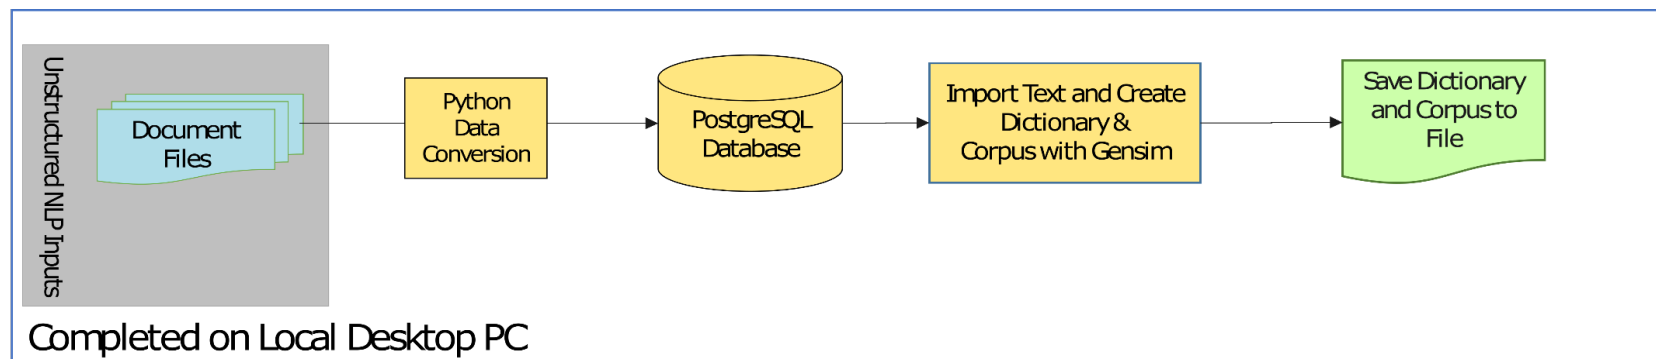 Unstructured NLP Inputs
Document
Files
Python
Data
Conversion
PostgreSQL
Database
Import Text and Create
Dictionary &
Corpus with Gensim
Save Dictionary
and Corpus to
File
Completed on Local Desktop PC